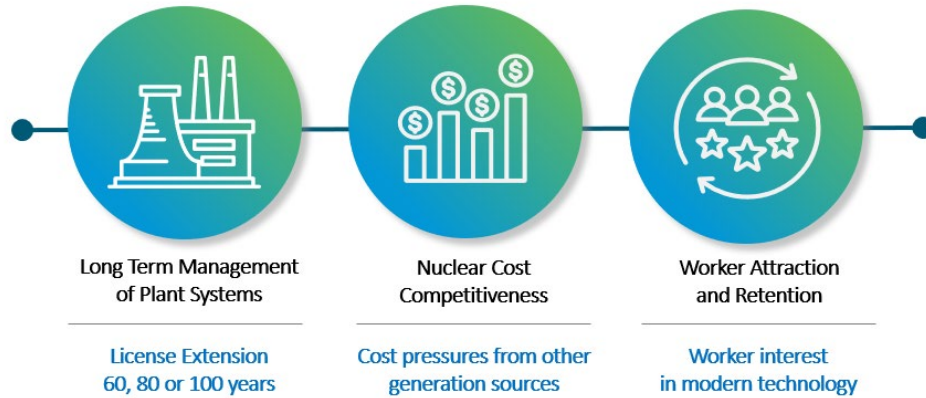 $ $ $ $
Long Term Management
of Plant Systems
License Extension
60, 80 or 100 years
Nuclear Cost
Competitiveness
Cost pressures from other
generation sources
Worker Attraction
and Retention
Worker interest
in modern technology